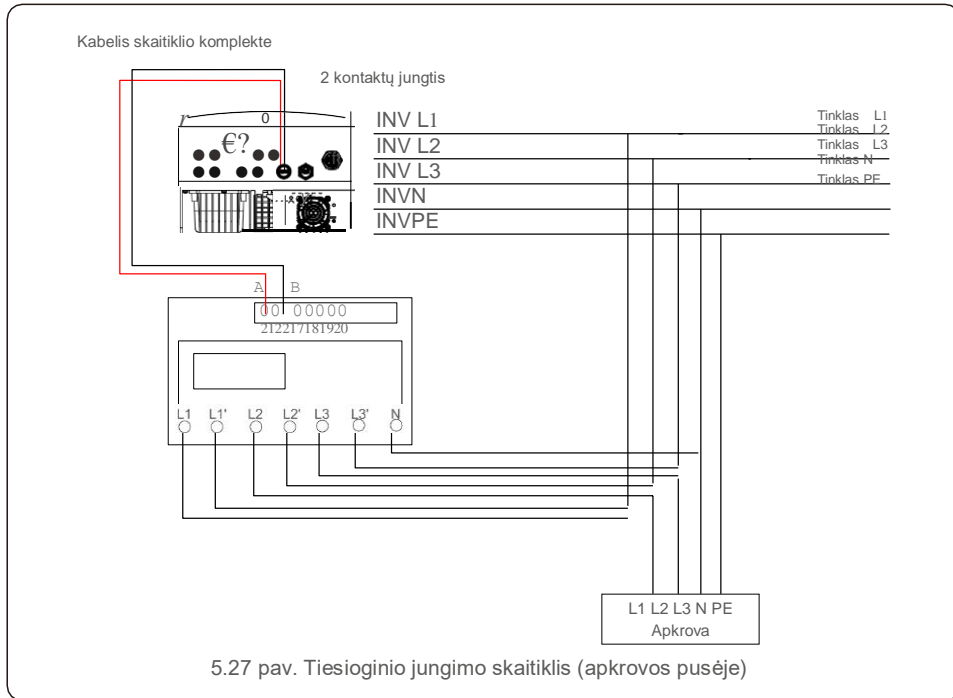 Kabelis skaitiklio komplekte
2 kontaktų jungtis
r 0
€?
INV L1
INV L2
INV L3
INVN
INVPE
Tinklas L1
Tinklas L2
Tinklas L3
Tinklas N
Tinklas PE
A B
00 00000
212217181920
L1 L1' L2 L2' L3 L3' N
L1 L2 L3 N PE
Apkrova
5.27 pav. Tiesioginio jungimo skaitiklis (apkrovos pusėje)